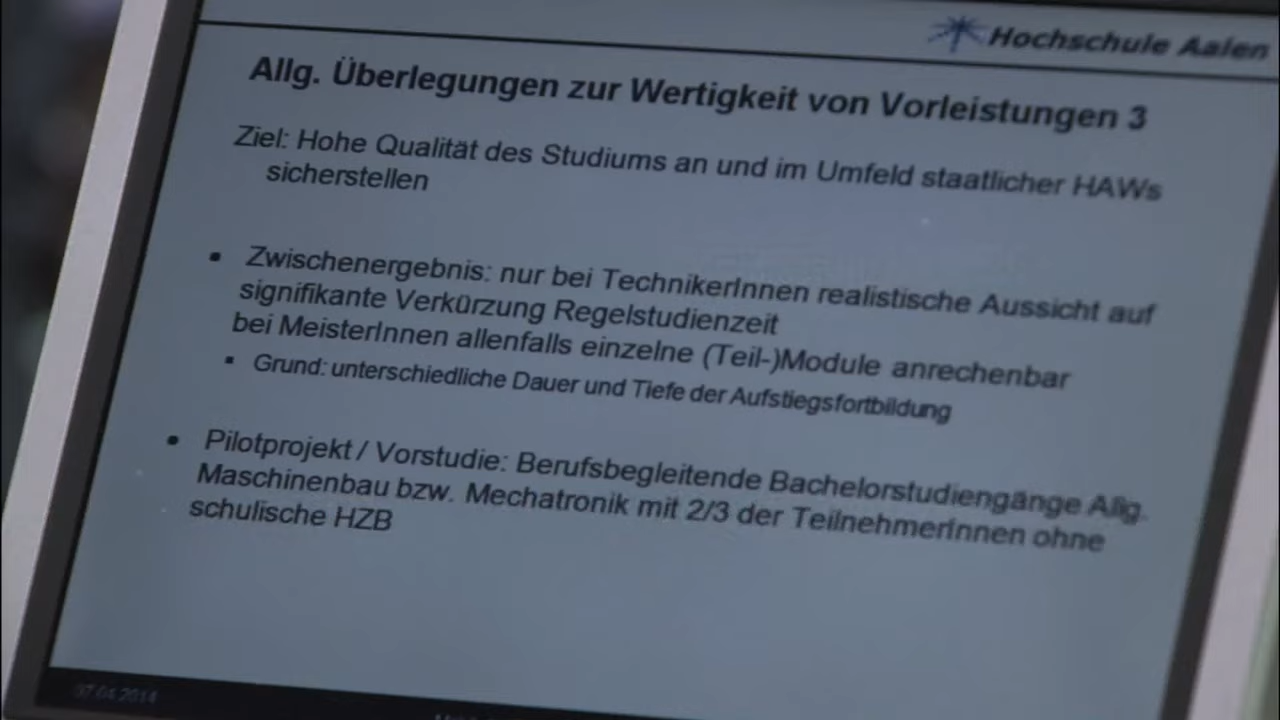 Hochschule Aalen
Allg. Überlegungen zur Wertigkeit von Vorleistungen 3
Ziel: Hohe Qualität des Studiums an und im Umfeld staatlicher HAWs
sicherstellen
• Zwischenergebnis: nur bei TechnikerInnen realistische Aussicht auf
signifikante Verkürzung Regelstudienzeit
bei MeisterInnen allenfalls einzelne (Teil-)Module anrechenbar
▪ Grund: unterschiedliche Dauer und Tiefe der Aufstiegsfortbildung
• Pilotprojekt / Vorstudie: Berufsbegleitende Bachelorstudiengänge Allg.
Maschinenbau bzw. Mechatronik mit 2/3 der TeilnehmerInnen ohne
schulische HZB
07.04.2014